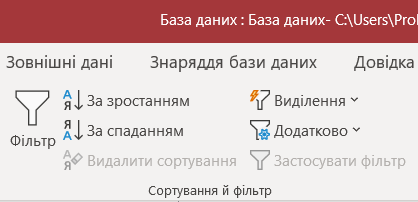 База даних : База даних- C:\Users\Prol
Зовнішні дані Знаряддя бази даних Довідка
Фільтр
За зростанням
За спаданням
Видалити сортування
Виділення
Додатково
Застосувати фільтр
Сортування й фільтр